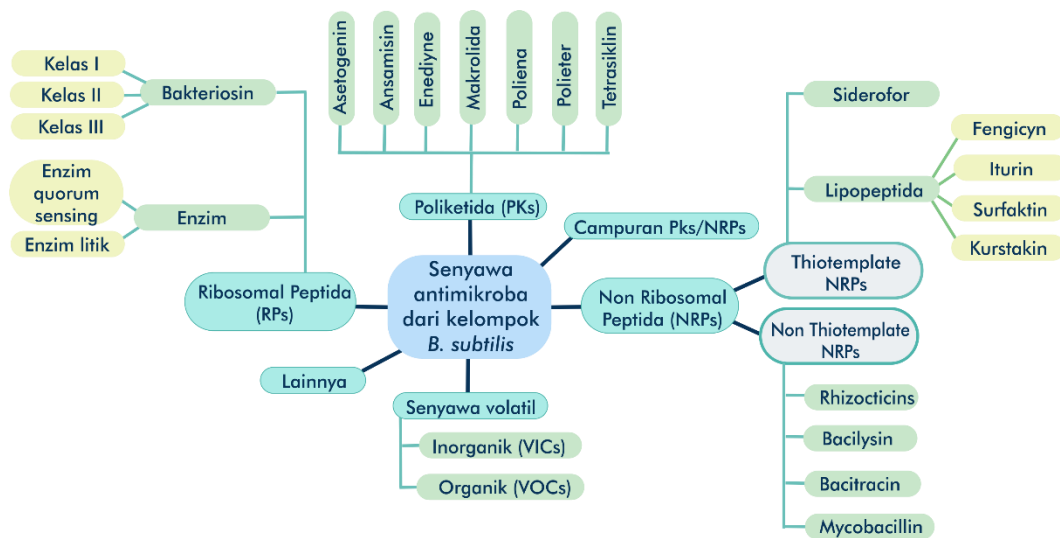 Asetogenin
Ansamisin
Enediyne
Makrolida
Poliena
Polieter
Tetrasiklin
Kelas I
Kelas II
Kelas III
Bakteriosin
Enzim
quorum
sensing
Enzim litik
Enzim
Ribosomal Peptida
(RPs)
Poliketida (PKs)
Campuran Pks/NRPs
Senyawa
antimikroba
dari kelompok
B. subtilis
Non Ribosomal
Peptida (NRPs)
Lainnya
Senyawa volatil
Inorganik (VICs)
Organik (VOCs)
Siderofor
Lipopeptida
Fengicyn
Iturin
Surfaktin
Kurstakin
Thiotemplate
NRPs
Non Thiotemplate
NRPs
Rhizocticins
Bacilysin
Bacitracin
Mycobacillin